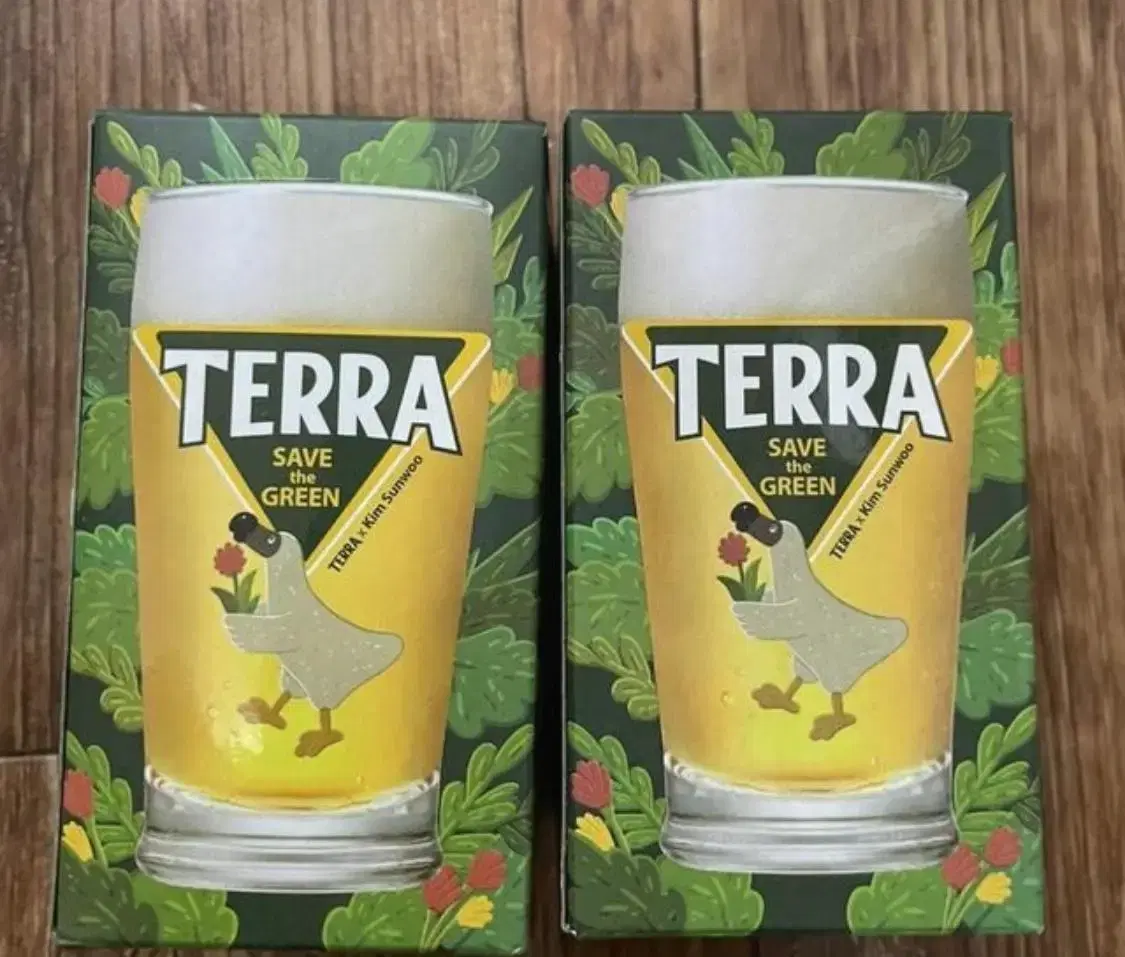 TERRA
SAVE
the
GREEN
TERRA x Kim Sunwoo
TERRA
SAVE
the
GREEN
TERRA x Kim Sunwoo